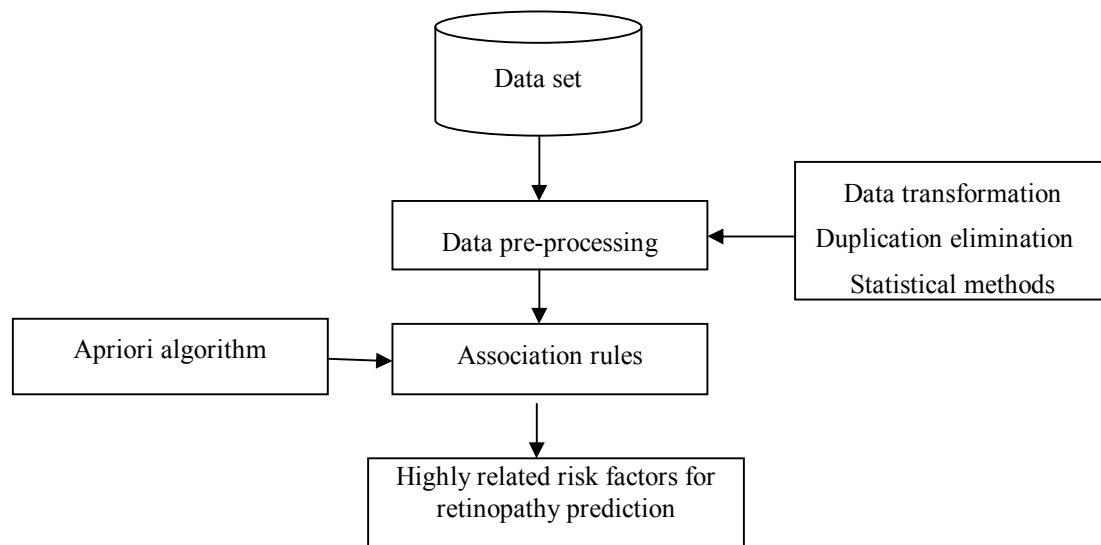 Data set
Data transformation
Duplication elimination
Statistical methods
Data pre-processing
Apriori algorithm
Association rules
Highly related risk factors for
retinopathy prediction